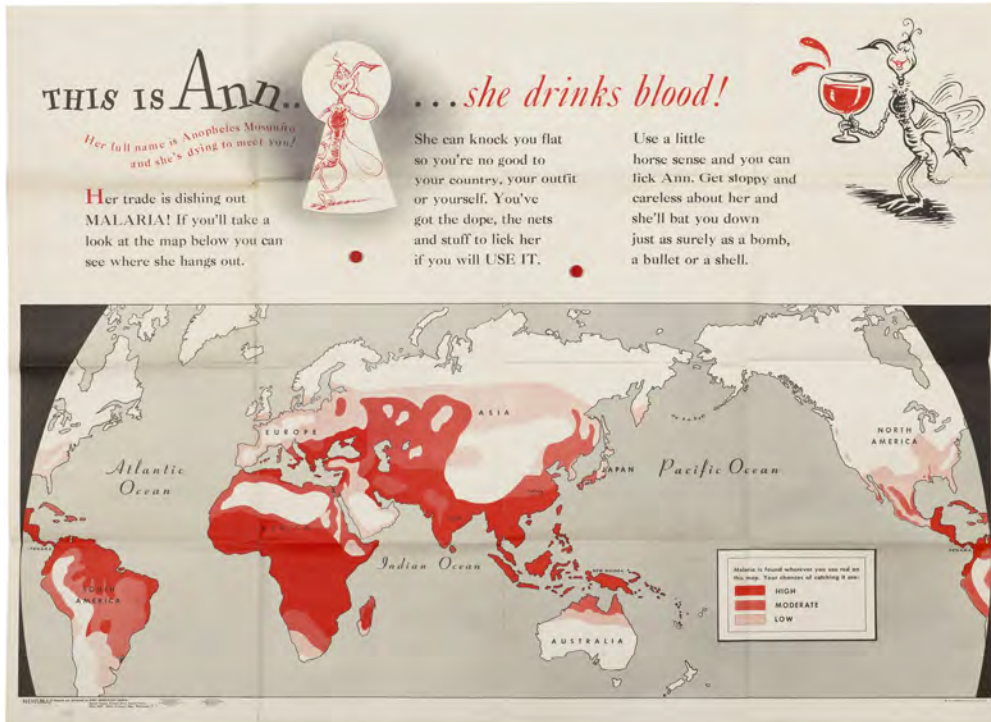 THIS IS Ann..
Her full name is Anopheles Mosquito
and she's dying to meet you!
Her trade is dishing out
MALARIA! If you'll take a
look at the map below you can
see where she hangs out.
...she drinks blood!
She can knock you flat
so you're no good to
your country, your outfit
or yourself. You've
got the dope, the nets
and stuff to lick her
if you will USE IT.
Use a little
horse sense and you can
lick Ann. Get sloppy and
careless about her and
she'll bat you down
just as surely as a bomb,
a bullet or a shell.
ASIA
EUROPE
NORTH
AMERICA
Atlantic
Ocean
JAPAN
Pacific Ocean
Indian Ocean
PANAMA
NEW GUINEA
PANAMA
SOUTH
AMERICA
AUSTRALIA
Malaria is found wherever you see red on
this map. Your chances of catching it are:
HIGH
MODERATE
LOW
NEWSMAP